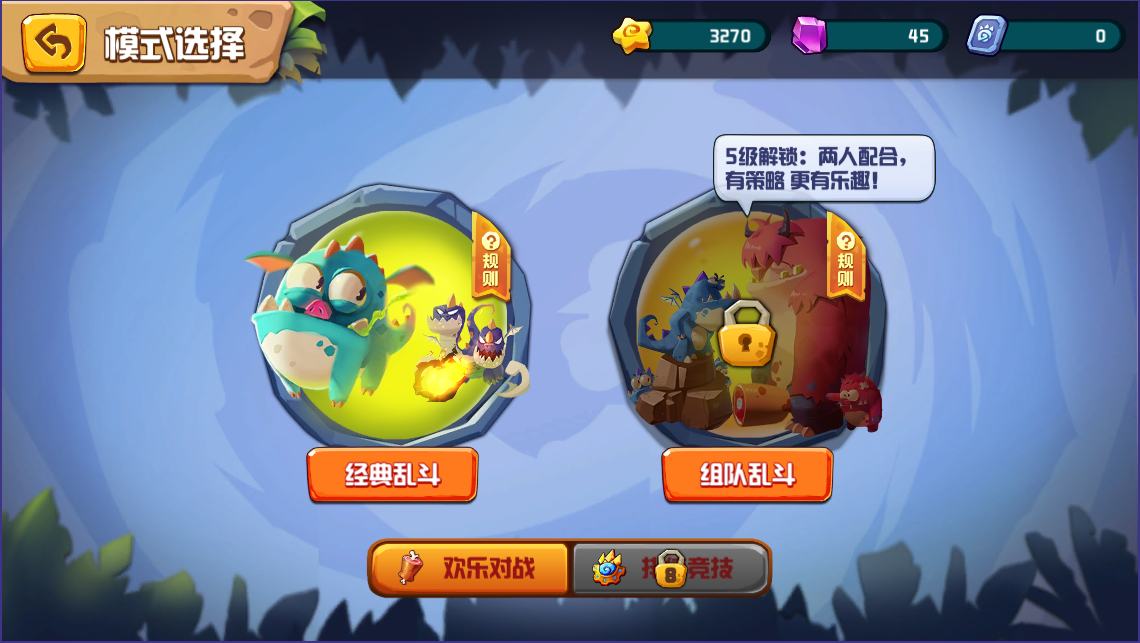 模式选择
3270
45
0
5级解锁：两人配合，
有策略 更有乐趣！
?
规则
?
规则
经典乱斗
组队乱斗
欢乐对战
竞技
8